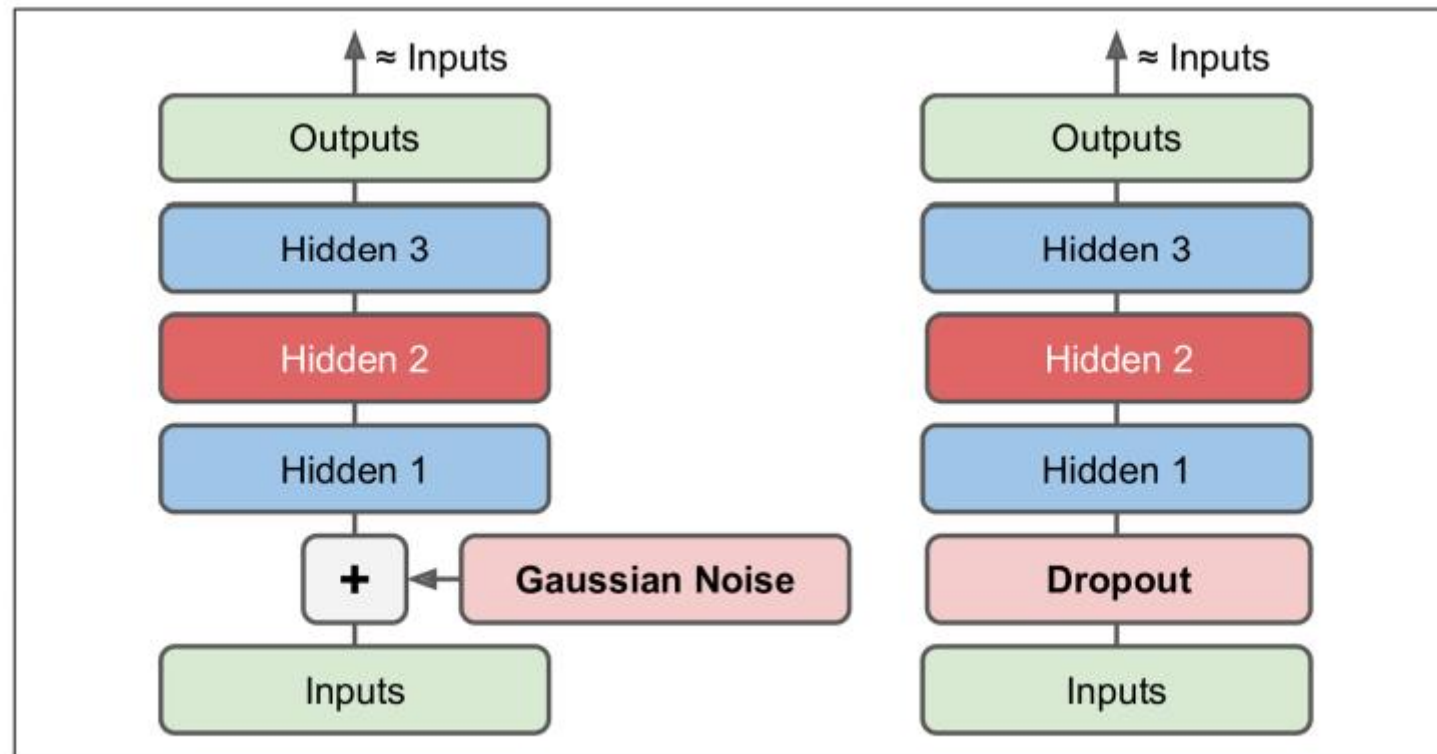 ≈ Inputs
Outputs
Hidden 3
Hidden 2
Hidden 1
+
Gaussian Noise
Inputs
≈ Inputs
Outputs
Hidden 3
Hidden 2
Hidden 1
Dropout
Inputs